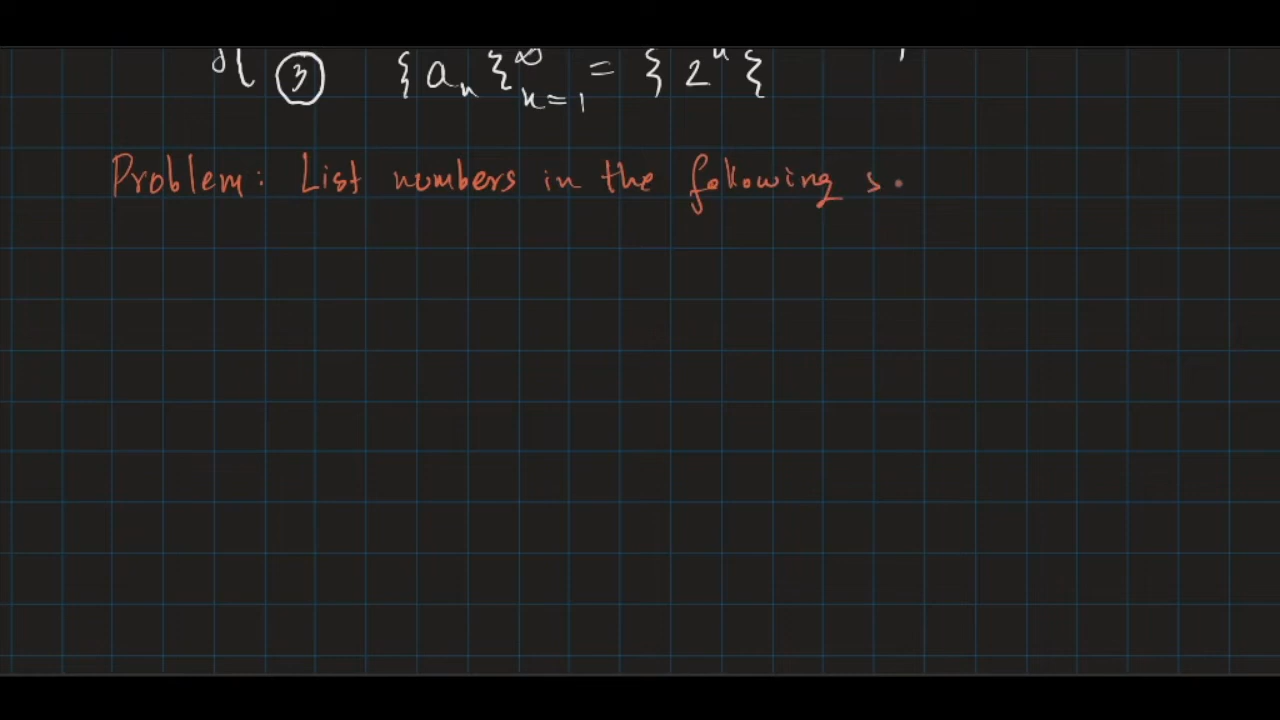 ③ {aₙ}^∞ₙ₌₁ = {2ⁿ}
Problem: List numbers in the following s